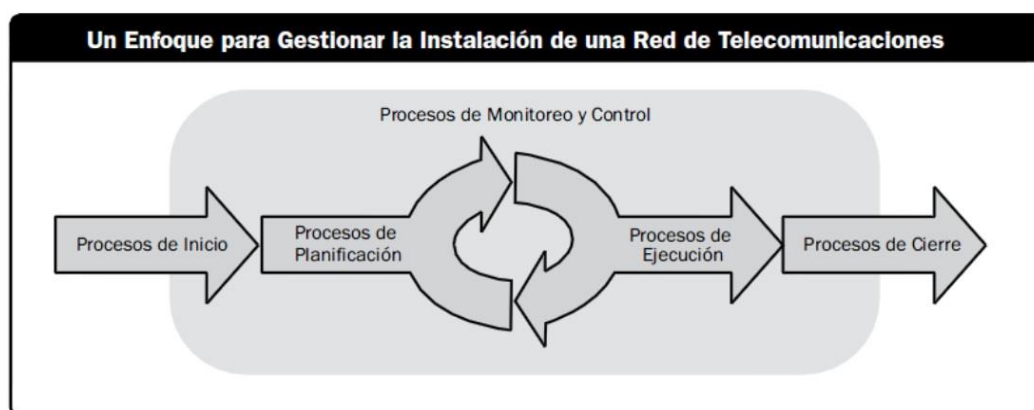 Un Enfoque para Gestionar la Instalación de una Red de Telecomunicaciones
Procesos de Monitoreo y Control
Procesos de Inicio
Procesos de
Planificación
Procesos de
Ejecución
Procesos de Cierre